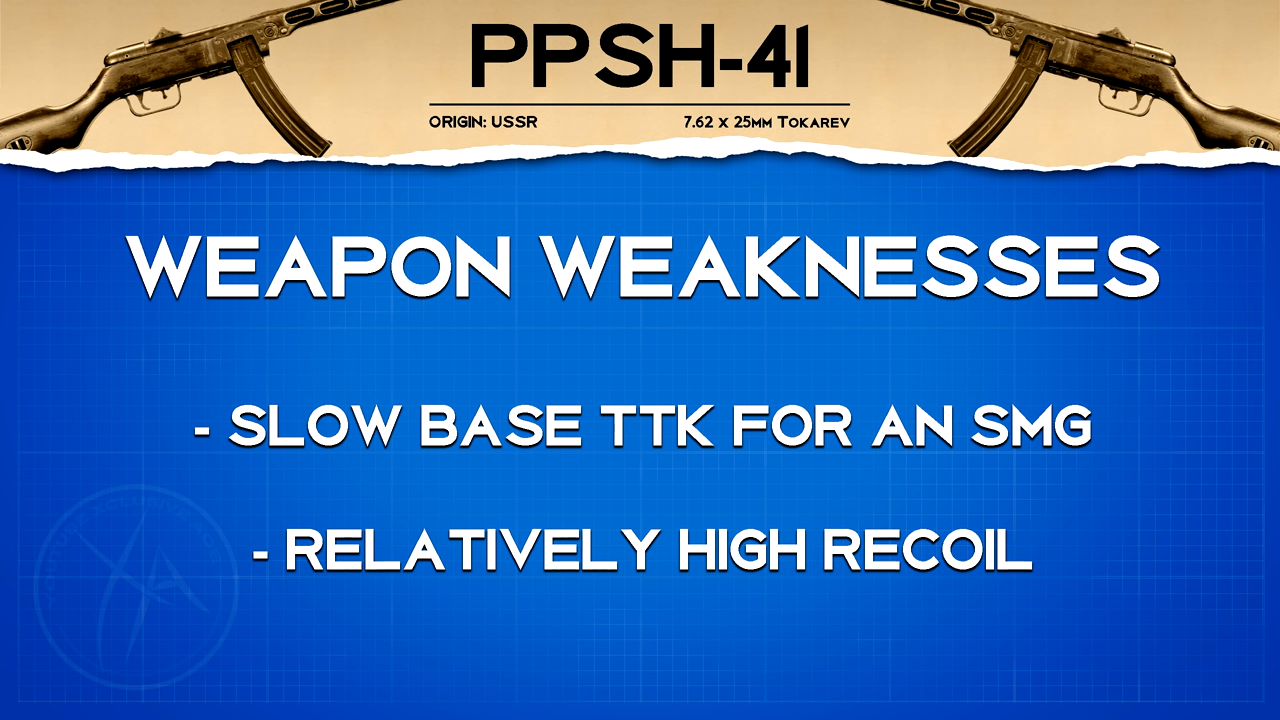 PPSH-41
ORIGIN: USSR
7.62 x 25mm Tokarev
WEAPON WEAKNESSES
- SLOW BASE TTK FOR AN SMG
- RELATIVELY HIGH RECOIL